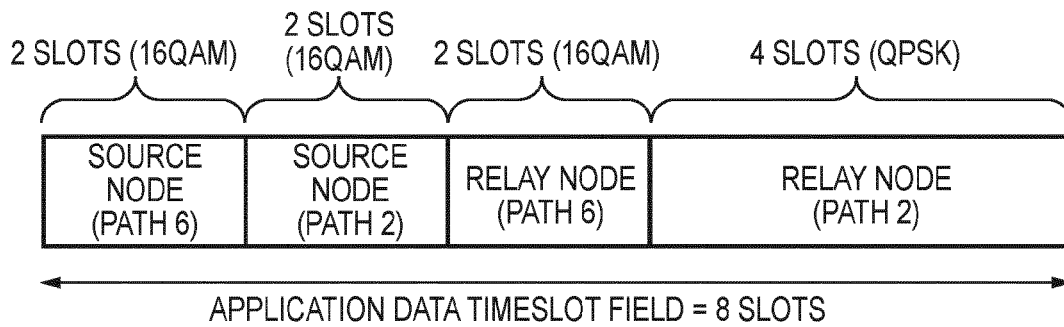 2 SLOTS (16QAM)
2 SLOTS
(16QAM)
2 SLOTS (16QAM)
4 SLOTS (QPSK)
SOURCE
NODE
(PATH 6)
SOURCE
NODE
(PATH 2)
RELAY NODE
(PATH 6)
RELAY NODE
(PATH 2)
APPLICATION DATA TIMESLOT FIELD = 8 SLOTS